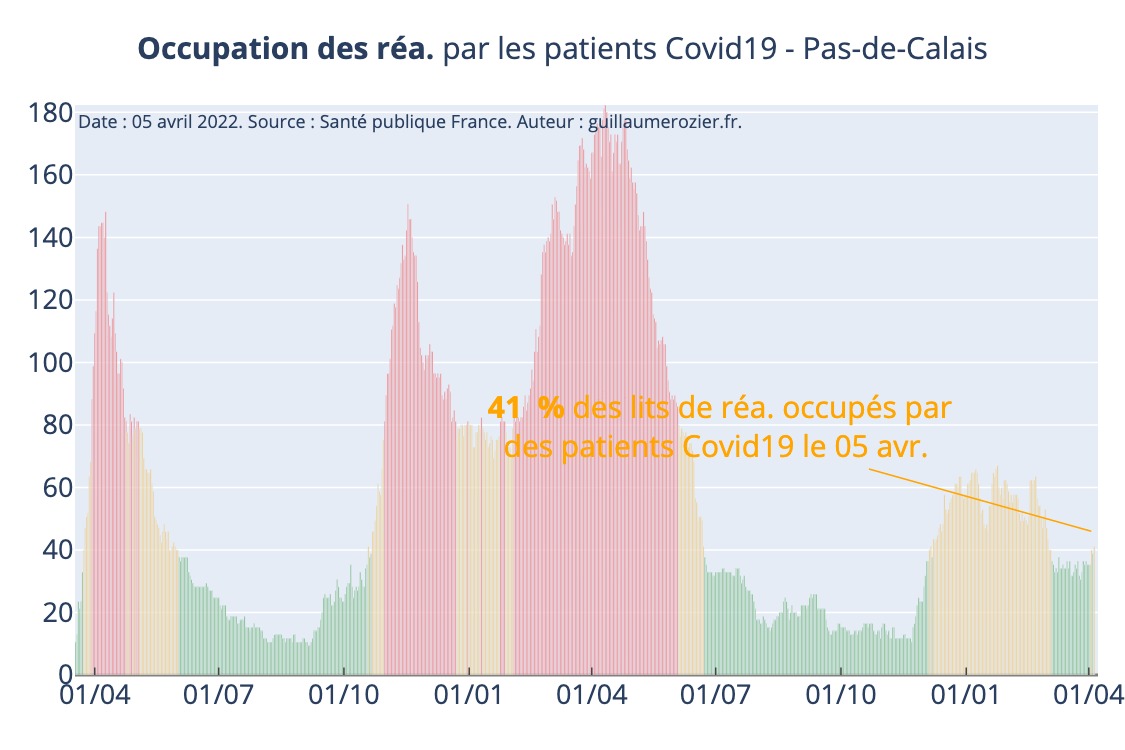 Occupation des réa. par les patients Covid19 - Pas-de-Calais
180
Date : 05 avril 2022. Source : Santé publique France. Auteur : guillaumerozier.fr.
160
140
120
100
41 % des lits de réa. occupés par
80
des patients Covid19 le 05 avr.
60
40
20
0
01/04 01/07 01/10 01/01 01/04 01/07 01/10 01/01 01/04